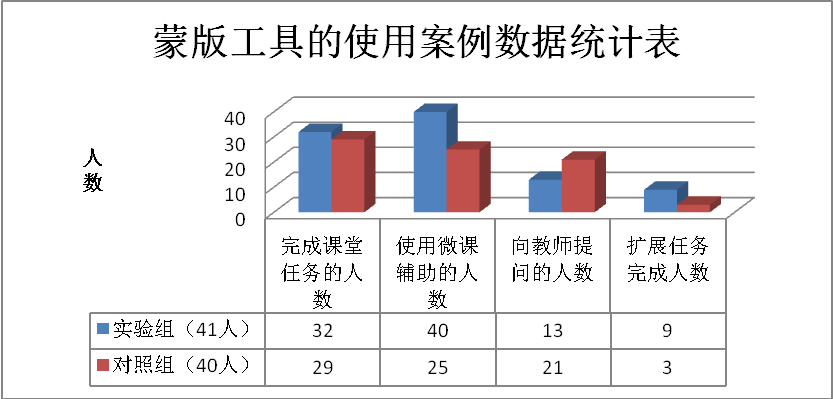 蒙版工具的使用案例数据统计表
人
数
40
30
20
10
0
完成课堂 使用微课 向教师提 扩展任务
任务的人 辅助的人 问的人数 完成人数
数 数
实验组（41人） 32 40 13 9
对照组（40人） 29 25 21 3